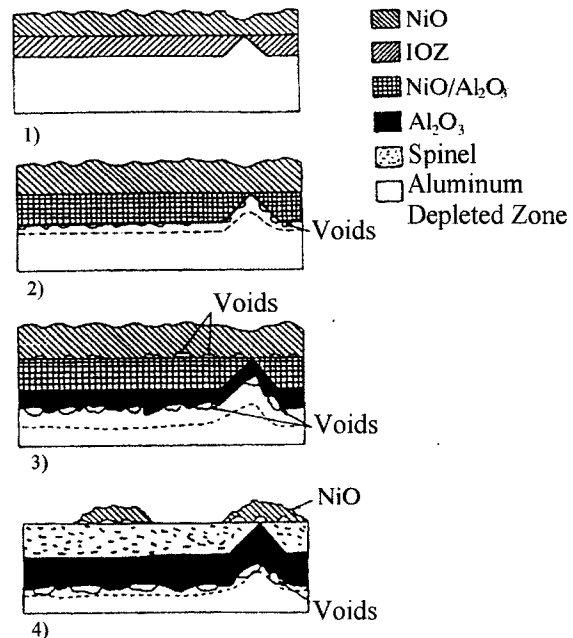 NiO
IOZ
NiO/Al₂O₃
Al₂O₃
Spinel
Aluminum
Depleted Zone
1)
Voids
2)
Voids
Voids
3)
NiO
Voids
4)